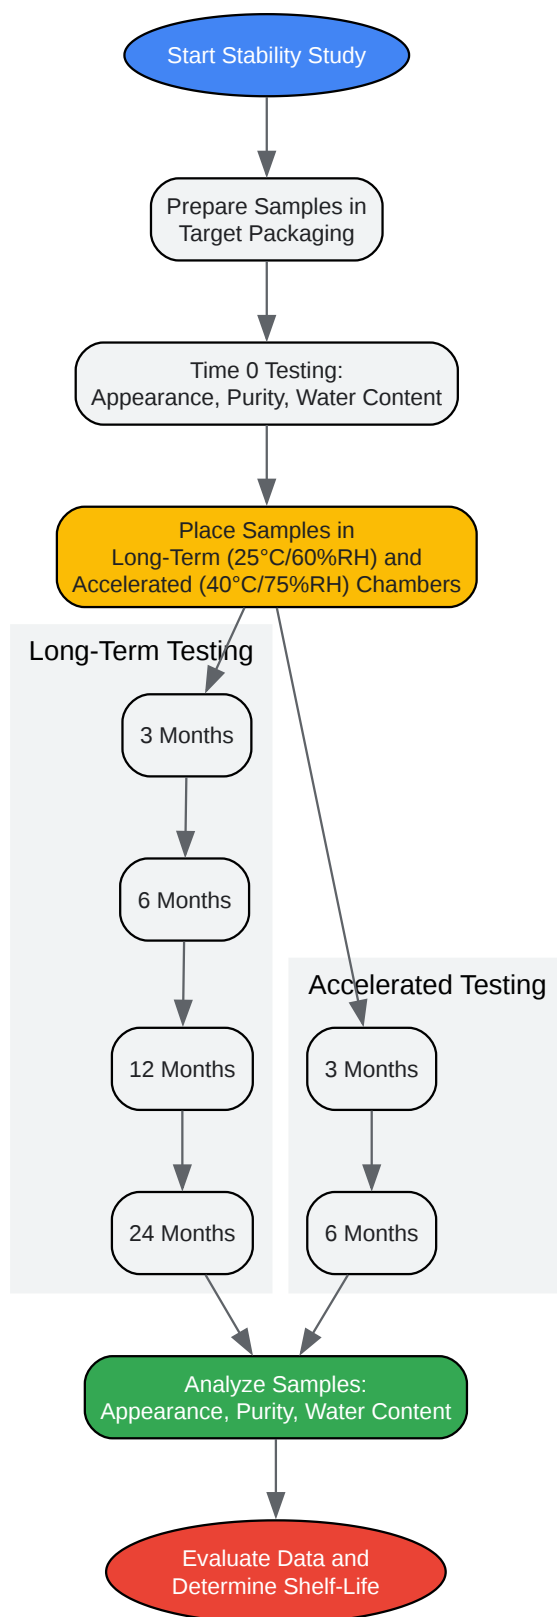 Start Stability Study
Prepare Samples in
Target Packaging
Time 0 Testing:
Appearance, Purity, Water Content
Place Samples in
Long-Term (25°C/60%RH) and
Accelerated (40°C/75%RH) Chambers
Long-Term Testing
3 Months
6 Months
12 Months
24 Months
Accelerated Testing
3 Months
6 Months
Analyze Samples:
Appearance, Purity, Water Content
Evaluate Data and
Determine Shelf-Life